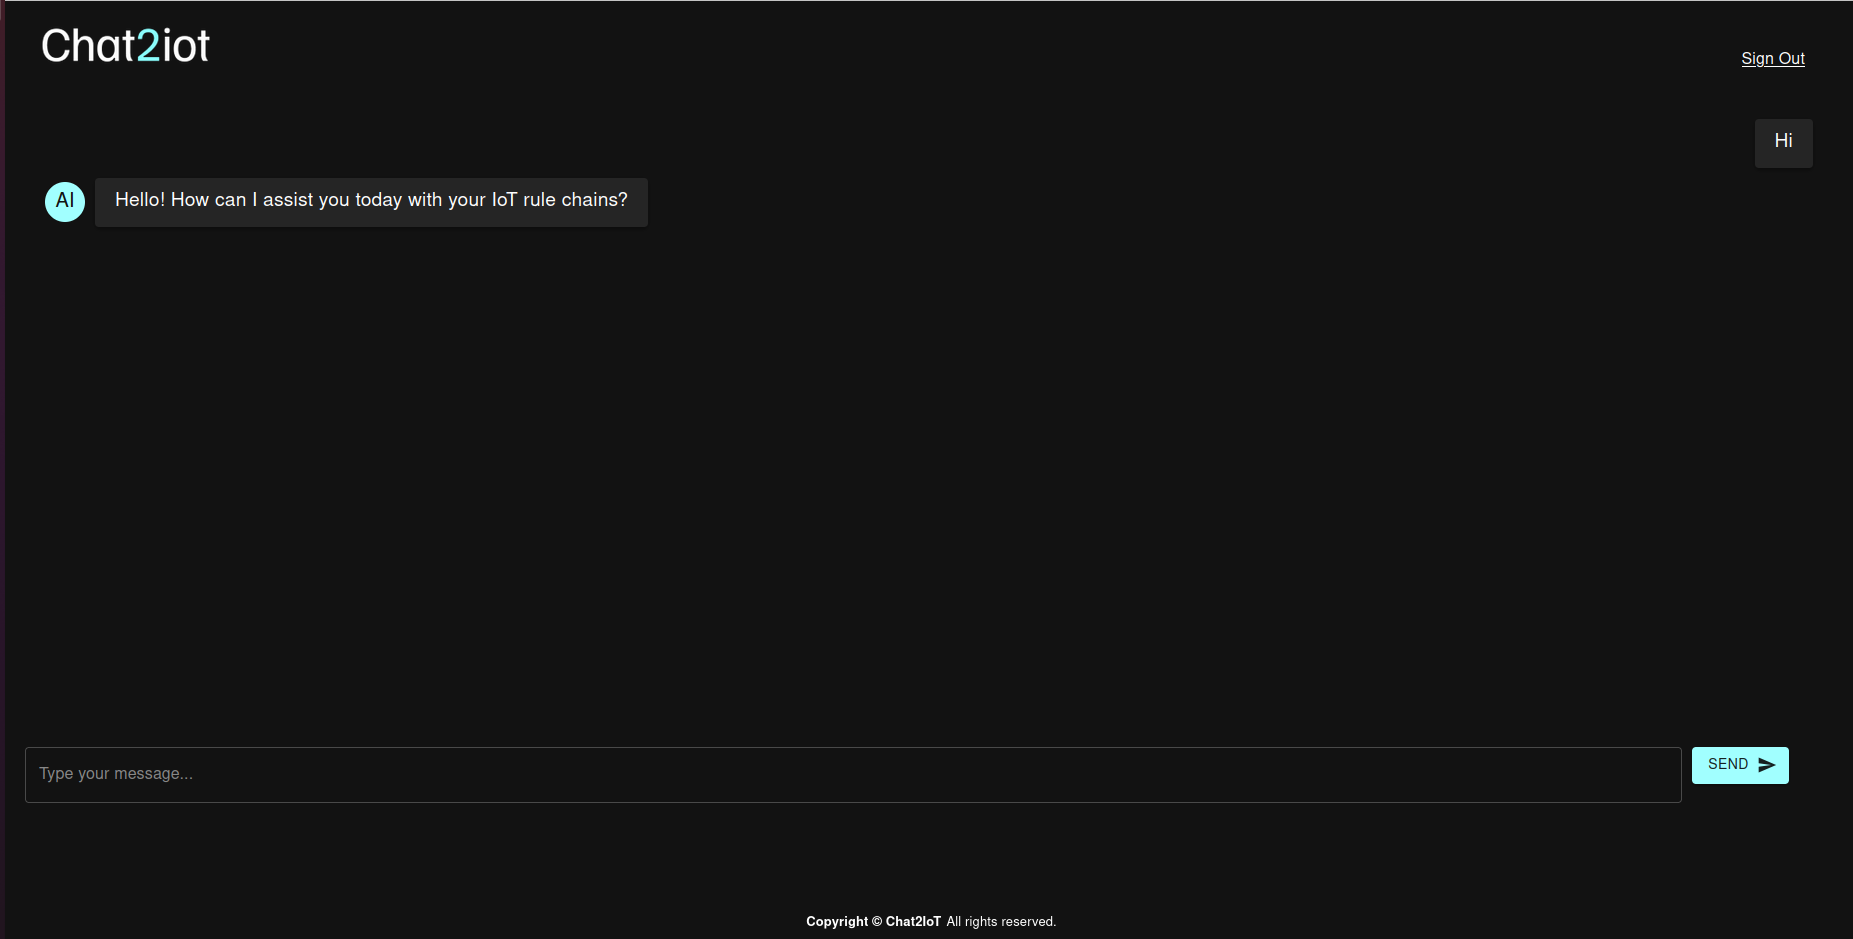 Chat2iot
Sign Out
Hi
AI
Hello! How can I assist you today with your IoT rule chains?
Type your message...
SEND
Copyright © Chat2IoT All rights reserved.